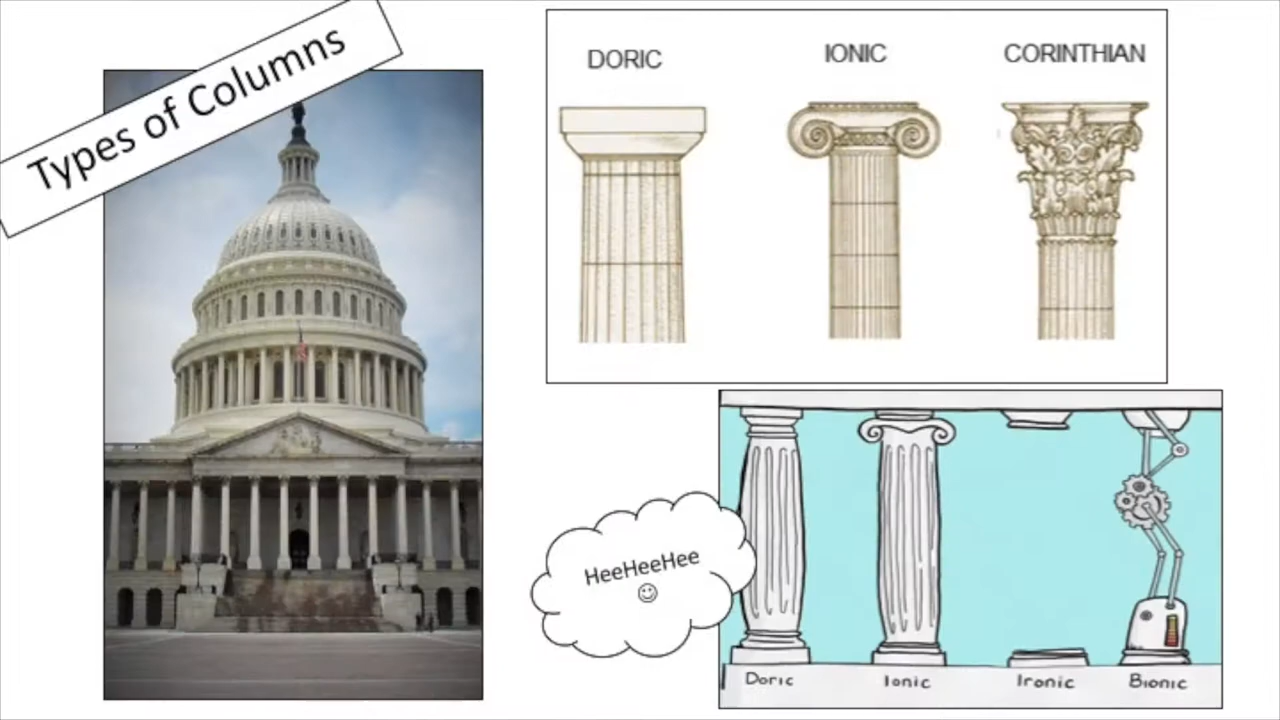 Types of Columns
DORIC
IONIC
CORINTHIAN
HeeHeeHee
☺
Doric
Ionic
Ironic
Bionic